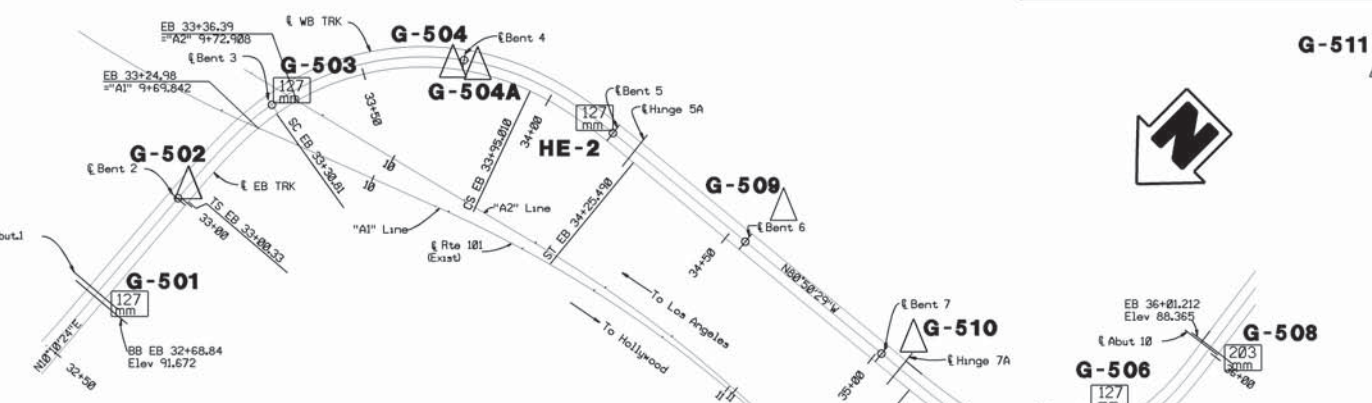 EB 33+36.39
="A2" 9+72.908
℄ WB TRK
G-504
℄Bent 4
G-511
℄Bent 3
G-503
127
mm
EB 33+24.98
="A1" 9+69.842
G-504A
33+50
SC EB 33+30.81
CS EB 33+95.010
34+00
127
mm
℄Bent 5
℄Hinge 5A
HE-2
N
G-502
℄Bent 2
℄ EB TRK
TS EB 33+00.33
33+00
10
10
"A1" Line
"A2" Line
℄ Rte 101
(Exist)
ST EB 34+25.490
G-509
℄Bent 6
34+50
N80°50'29"W
G-501
127
mm
BB EB 32+68.84
Elev 91.672
N10°10'24"E
32+50
To Los Angeles
To Hollywood
11
11
℄Bent 7
G-510
℄Hinge 7A
35+00
EB 36+01.212
Elev 88.365
℄ Abut 10
G-508
203
mm
36+00
G-506
127